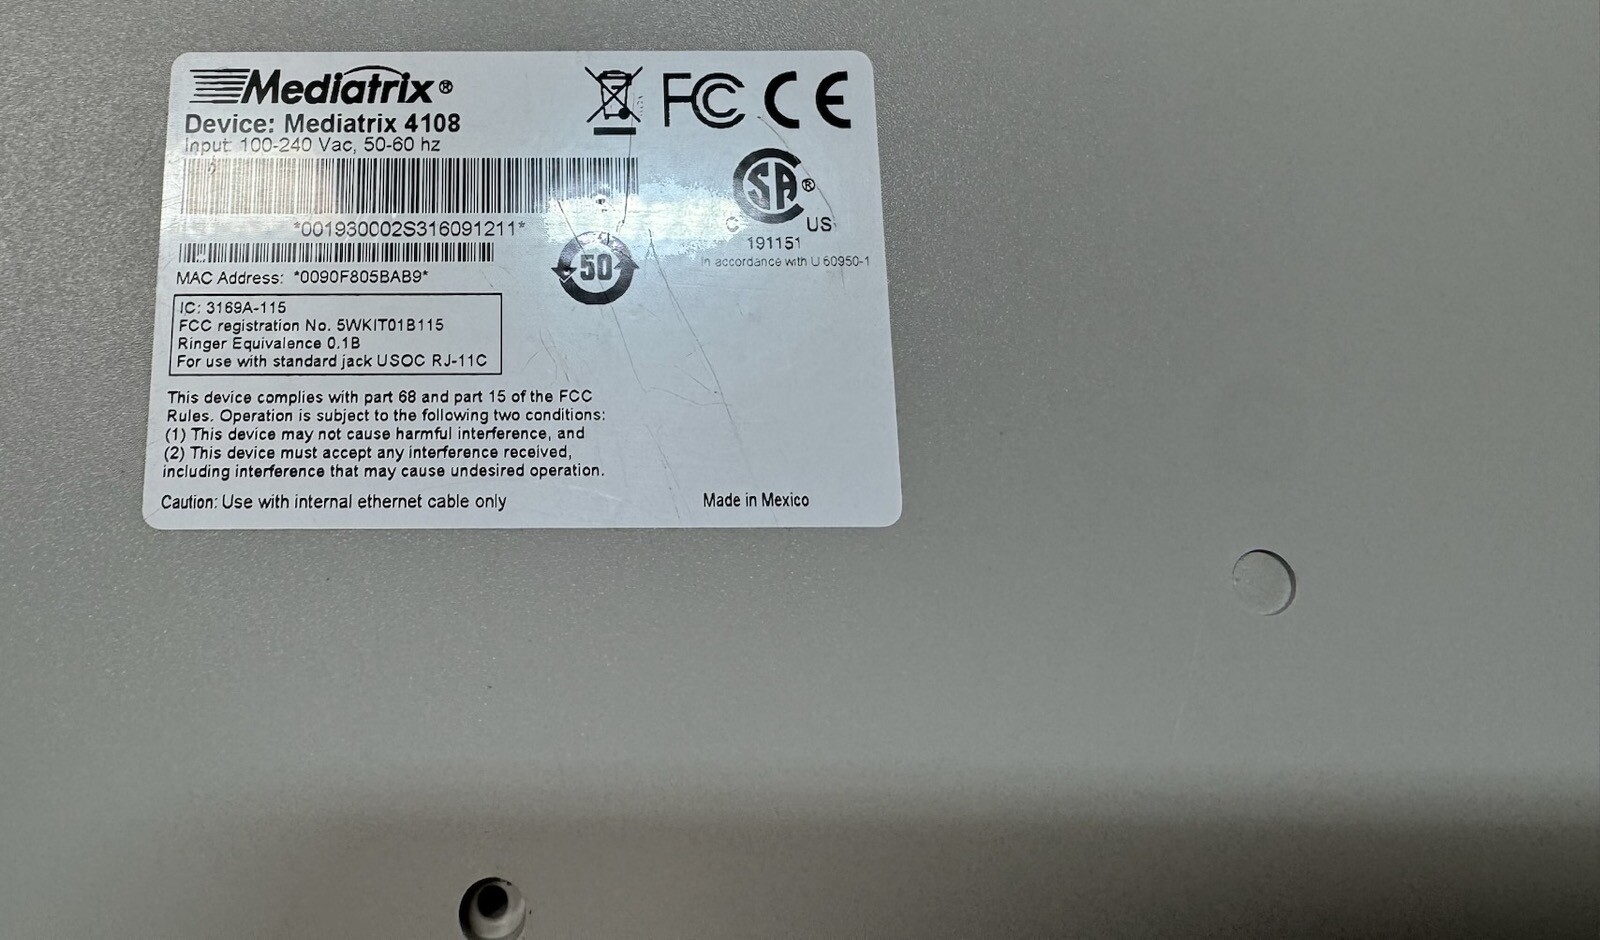 Mediatrix®
FC CE
Device: Mediatrix 4108
Input: 100-240 Vac, 50-60 hz
SA®
C US
*001930002S316091211*
191151
In accordance with U 60950-1
50
MAC Address: *0090F805BAB9*
IC: 3169A-115
FCC registration No. 5WKIT01B115
Ringer Equivalence 0.1B
For use with standard jack USOC RJ-11C
This device complies with part 68 and part 15 of the FCC
Rules. Operation is subject to the following two conditions:
(1) This device may not cause harmful interference, and
(2) This device must accept any interference received,
including interference that may cause undesired operation.
Caution: Use with internal ethernet cable only
Made in Mexico